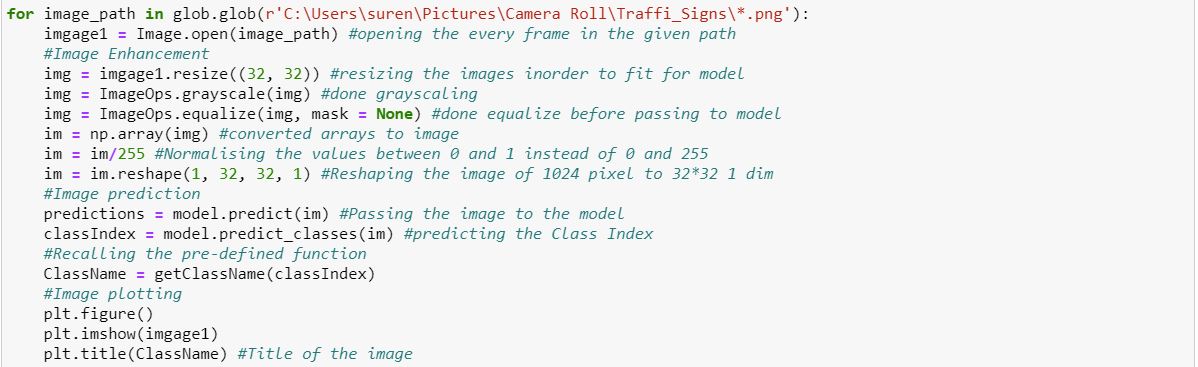 for image_path in glob.glob(r'C:\Users\suren\Pictures\Camera Roll\Traffi_Signs\*.png'):
    imgage1 = Image.open(image_path) #opening the every frame in the given path
    #Image Enhancement
    img = imgage1.resize((32, 32)) #resizing the images inorder to fit for model
    img = ImageOps.grayscale(img) #done grayscaling
    img = ImageOps.equalize(img, mask = None) #done equalize before passing to model
    im = np.array(img) #converted arrays to image
    im = im/255 #Normalising the values between 0 and 1 instead of 0 and 255
    im = im.reshape(1, 32, 32, 1) #Reshaping the image of 1024 pixel to 32*32 1 dim
    #Image prediction
    predictions = model.predict(im) #Passing the image to the model
    classIndex = model.predict_classes(im) #predicting the Class Index
    #Recalling the pre-defined function
    ClassName = getClassName(classIndex)
    #Image plotting
    plt.figure()
    plt.imshow(imgage1)
    plt.title(ClassName) #Title of the image